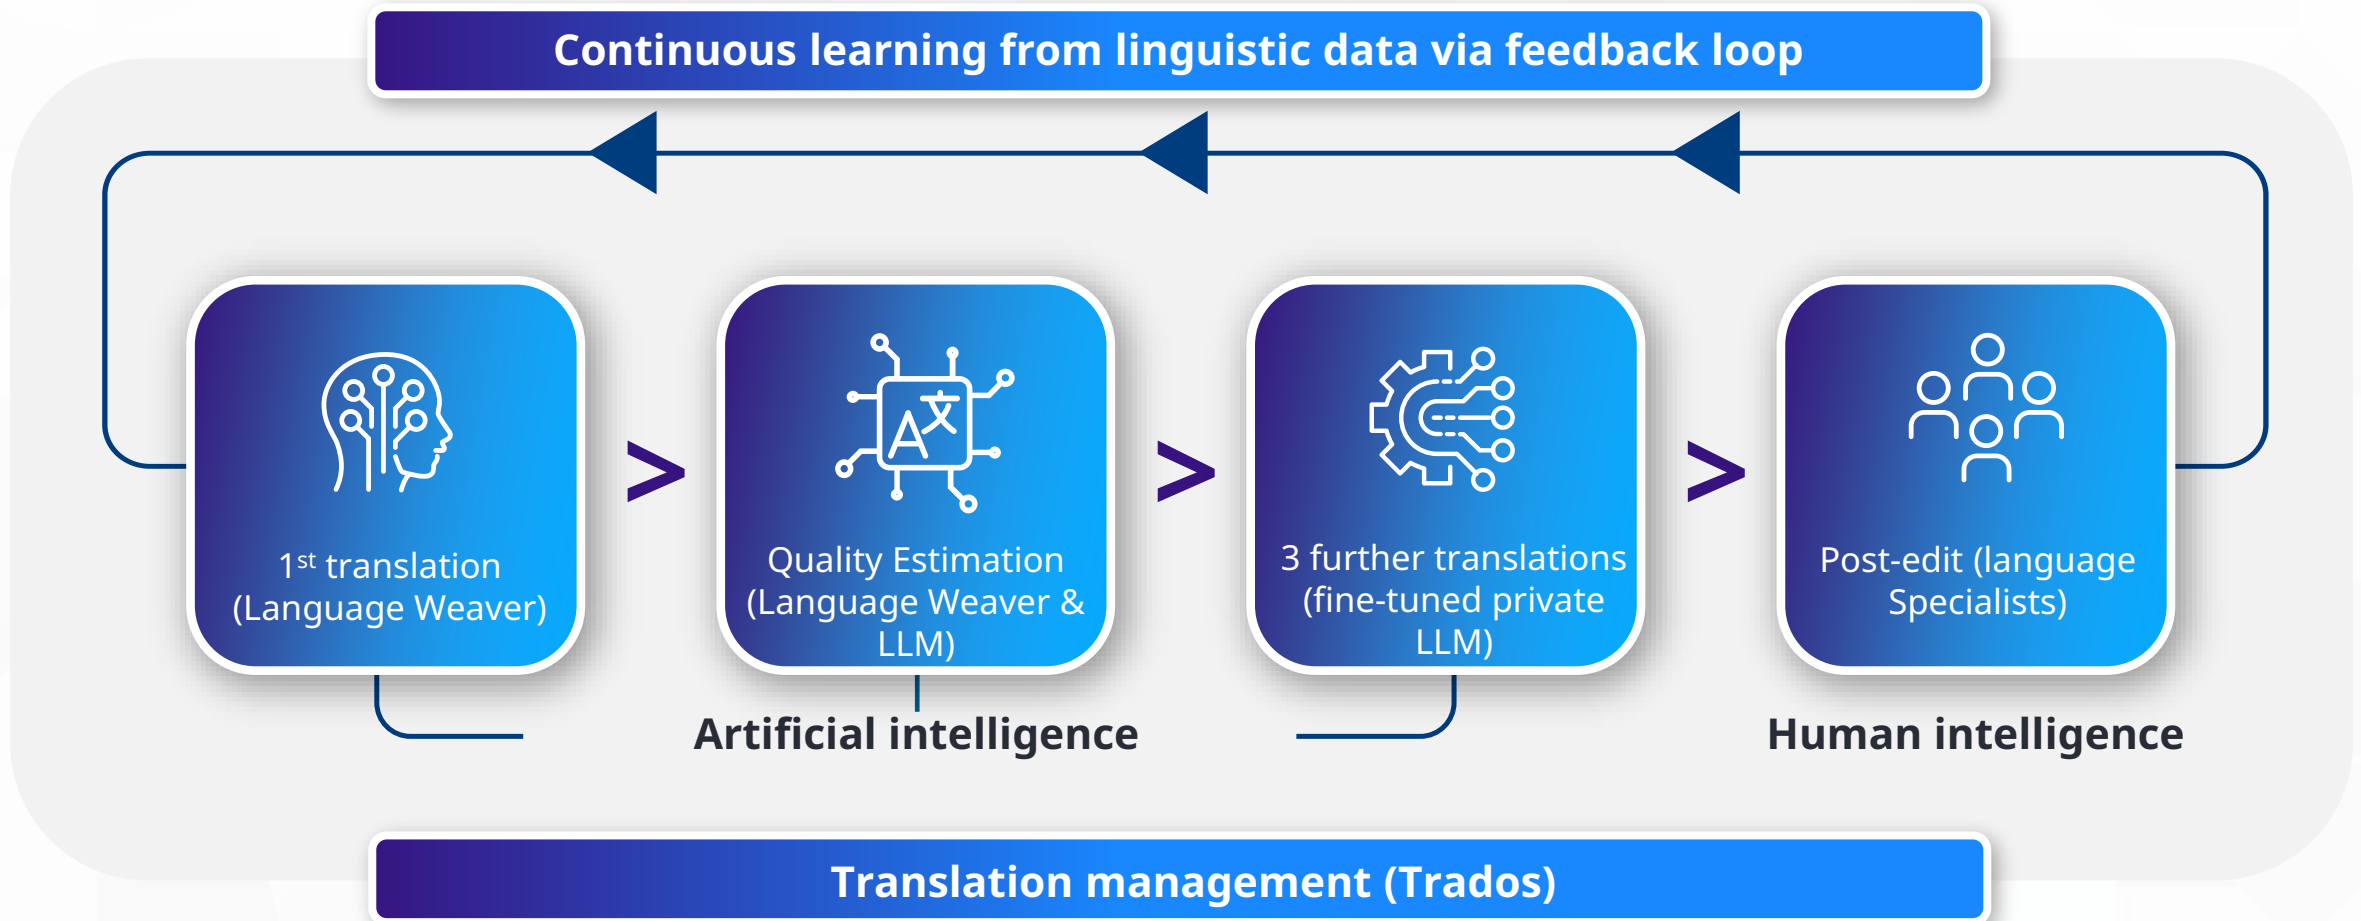 Continuous learning from linguistic data via feedback loop
1st translation
(Language Weaver)
>
Quality Estimation
(Language Weaver &
LLM)
>
3 further translations
(fine-tuned private
LLM)
>
Post-edit (language
Specialists)
Artificial intelligence
Human intelligence
Translation management (Trados)